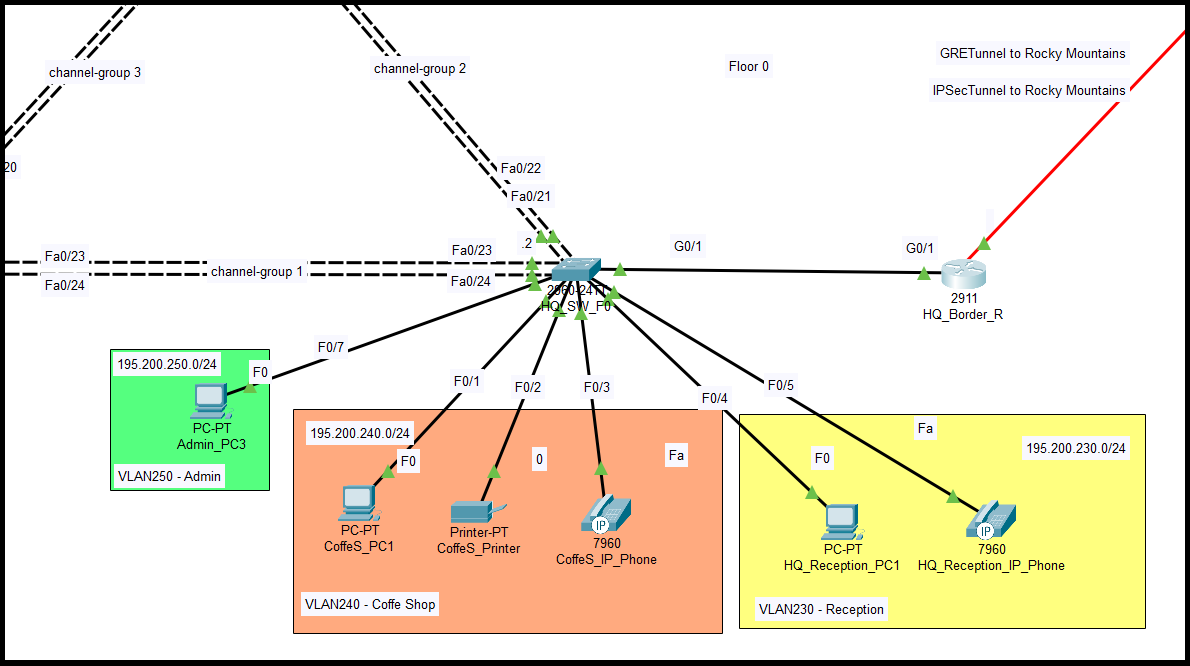 channel-group 3
channel-group 2
Floor 0
GRETunnel to Rocky Mountains
IPSecTunnel to Rocky Mountains
20
Fa0/22
Fa0/21
.2
Fa0/23
Fa0/24
channel-group 1
Fa0/23
Fa0/24
G0/1
G0/1
HQ_SW_F0
2911
HQ_Border_R
F0/7
F0/1
F0/2
F0/3
F0/4
F0/5
195.200.250.0/24
F0
PC-PT
Admin_PC3
VLAN250 - Admin
195.200.240.0/24
F0
0
Fa
PC-PT
CoffeS_PC1
Printer-PT
CoffeS_Printer
IP
7960
CoffeS_IP_Phone
VLAN240 - Coffe Shop
Fa
195.200.230.0/24
F0
PC-PT
HQ_Reception_PC1
IP
7960
HQ_Reception_IP_Phone
VLAN230 - Reception